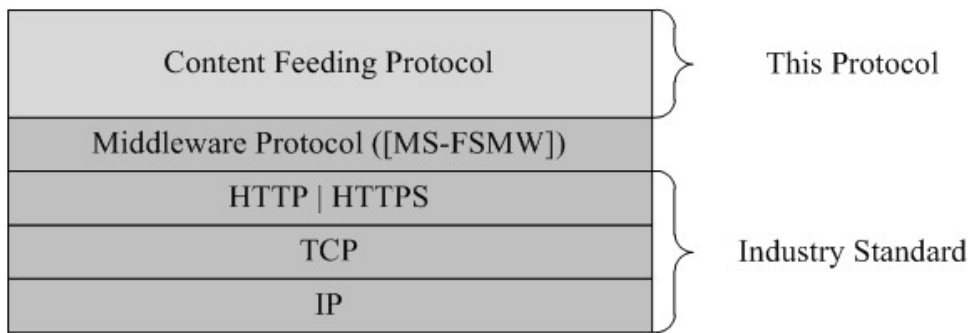 Content Feeding Protocol
This Protocol
Middleware Protocol ([MS-FSMW])
HTTP | HTTPS
TCP
Industry Standard
IP